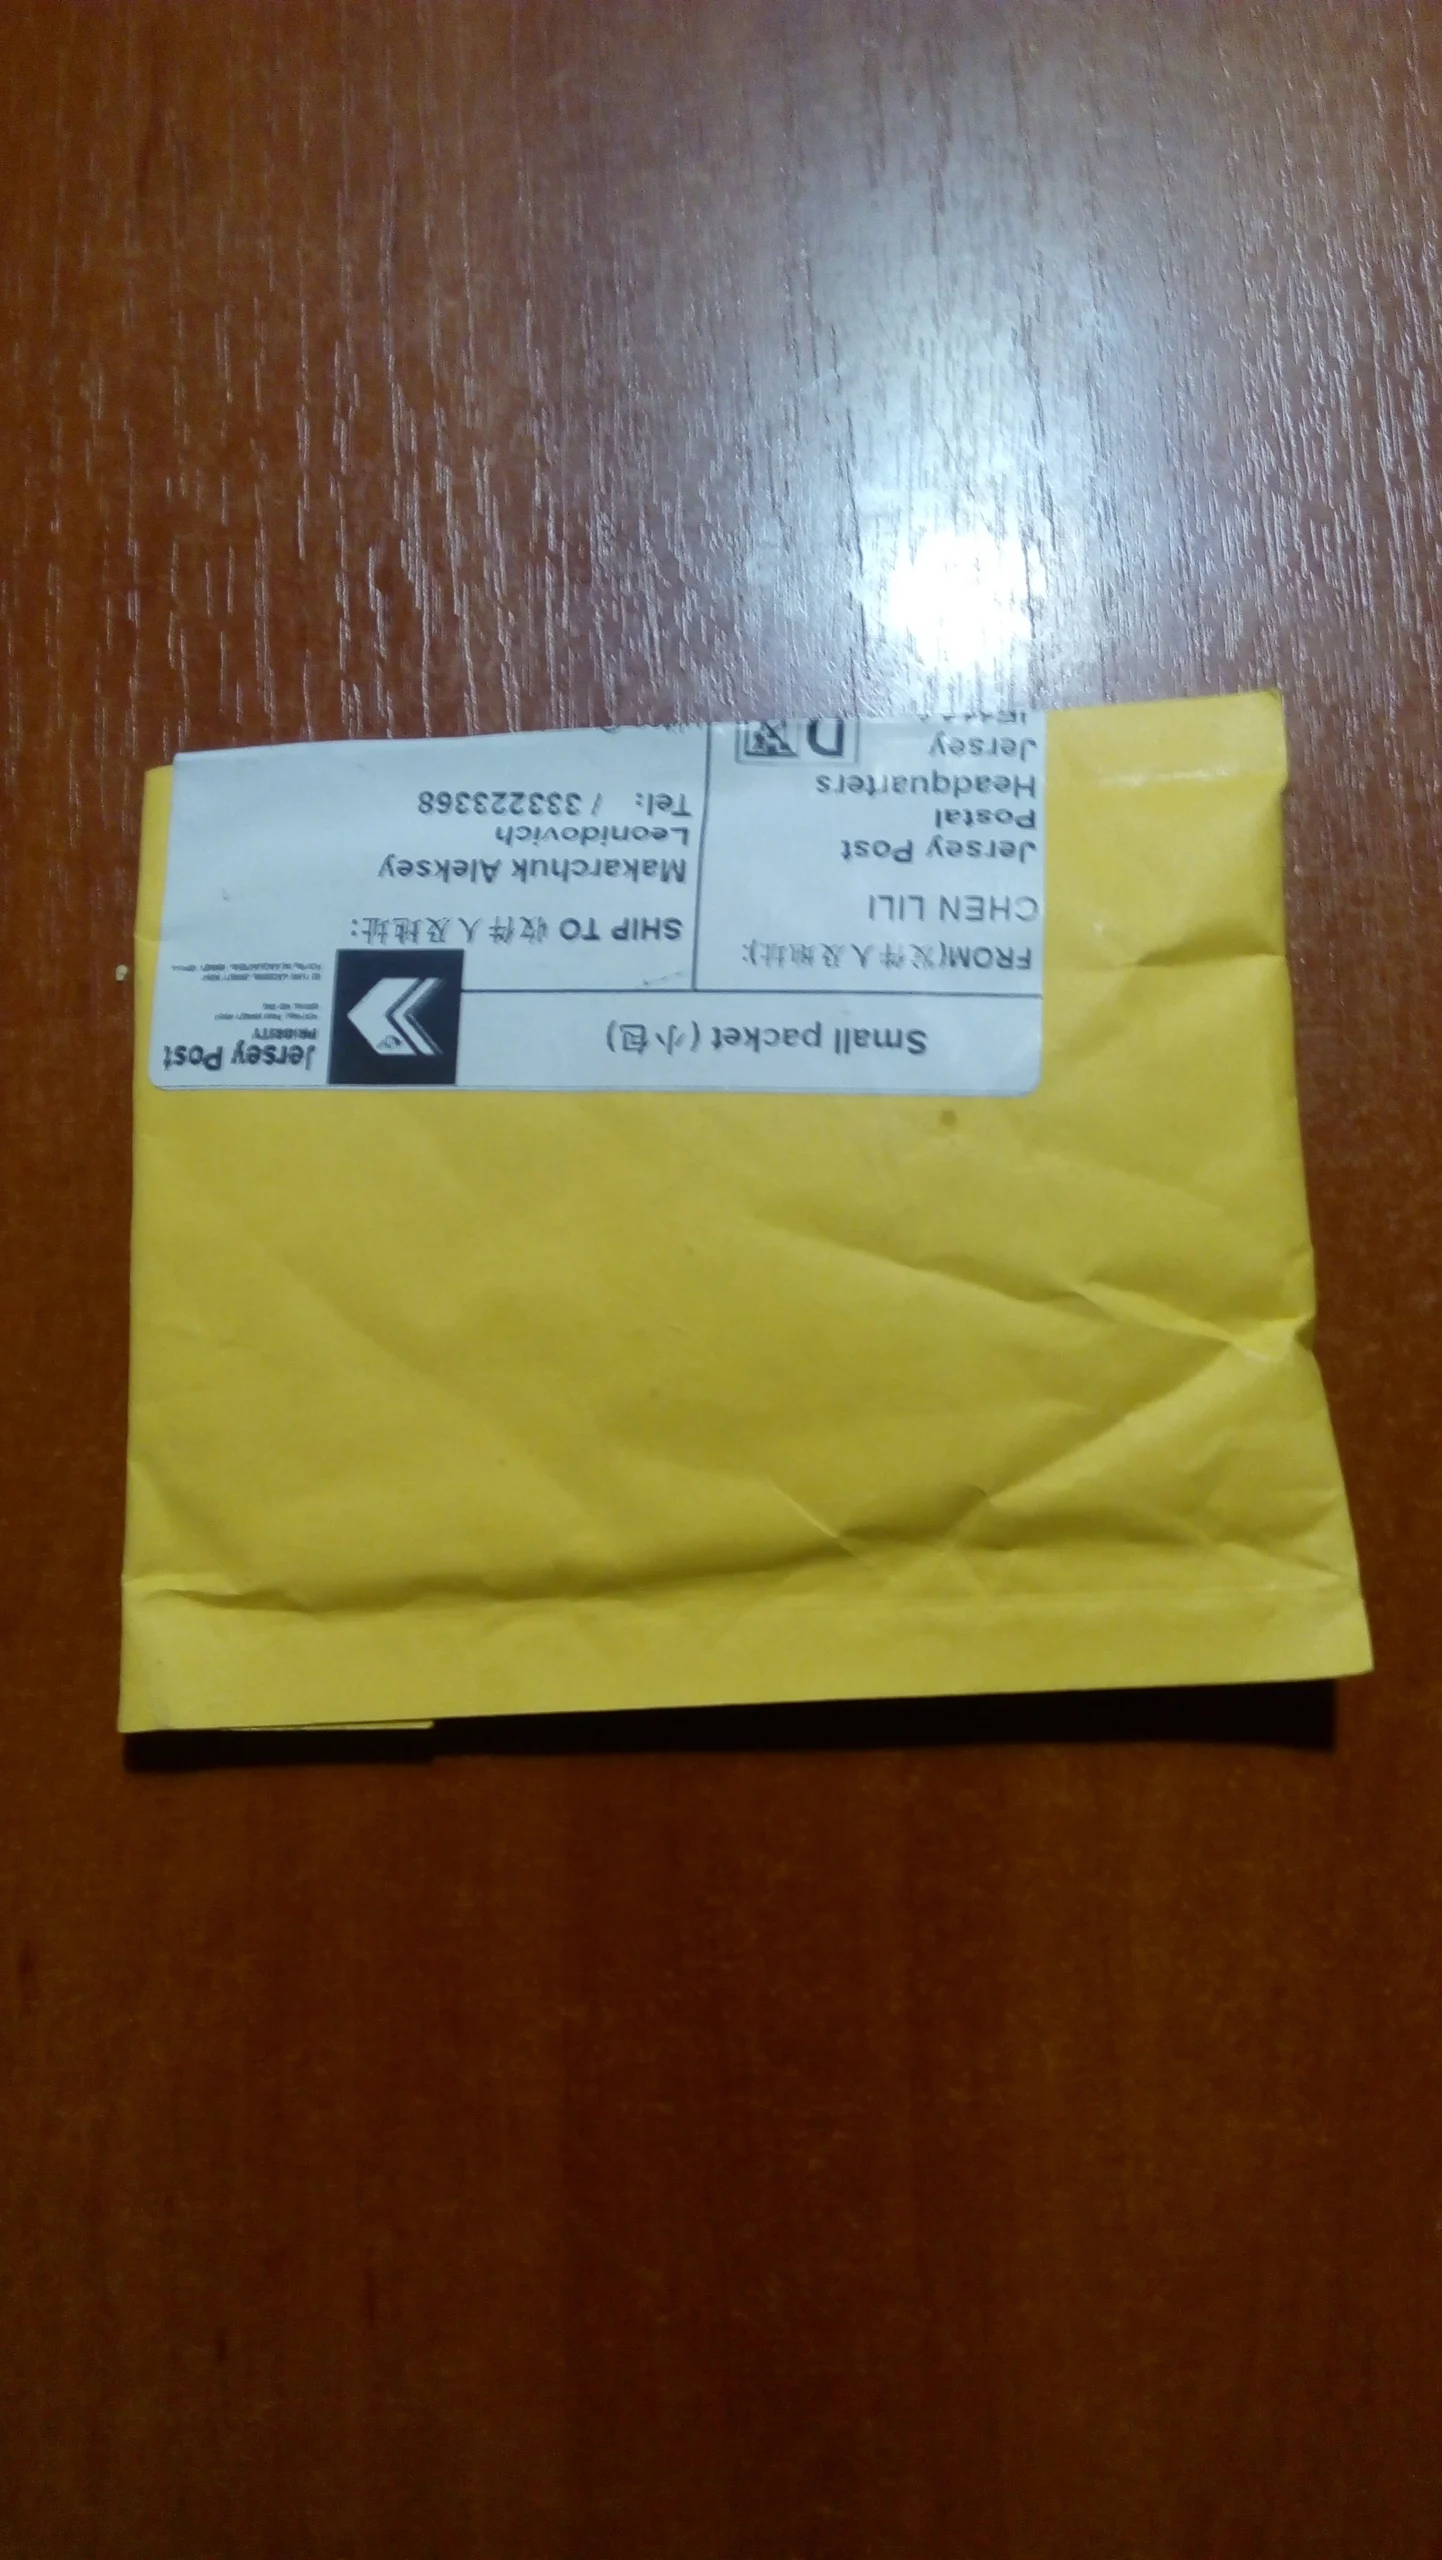 Small packet (小包)
Jersey Post
PRIORITY
FROM(发件人及地址):
CHEN LILI
Jersey Post
Postal
Headquarters
Jersey
D
SHIP TO 收件人及地址:
Makarchuk Aleksey
Leonidovich
Tel: / 333223368